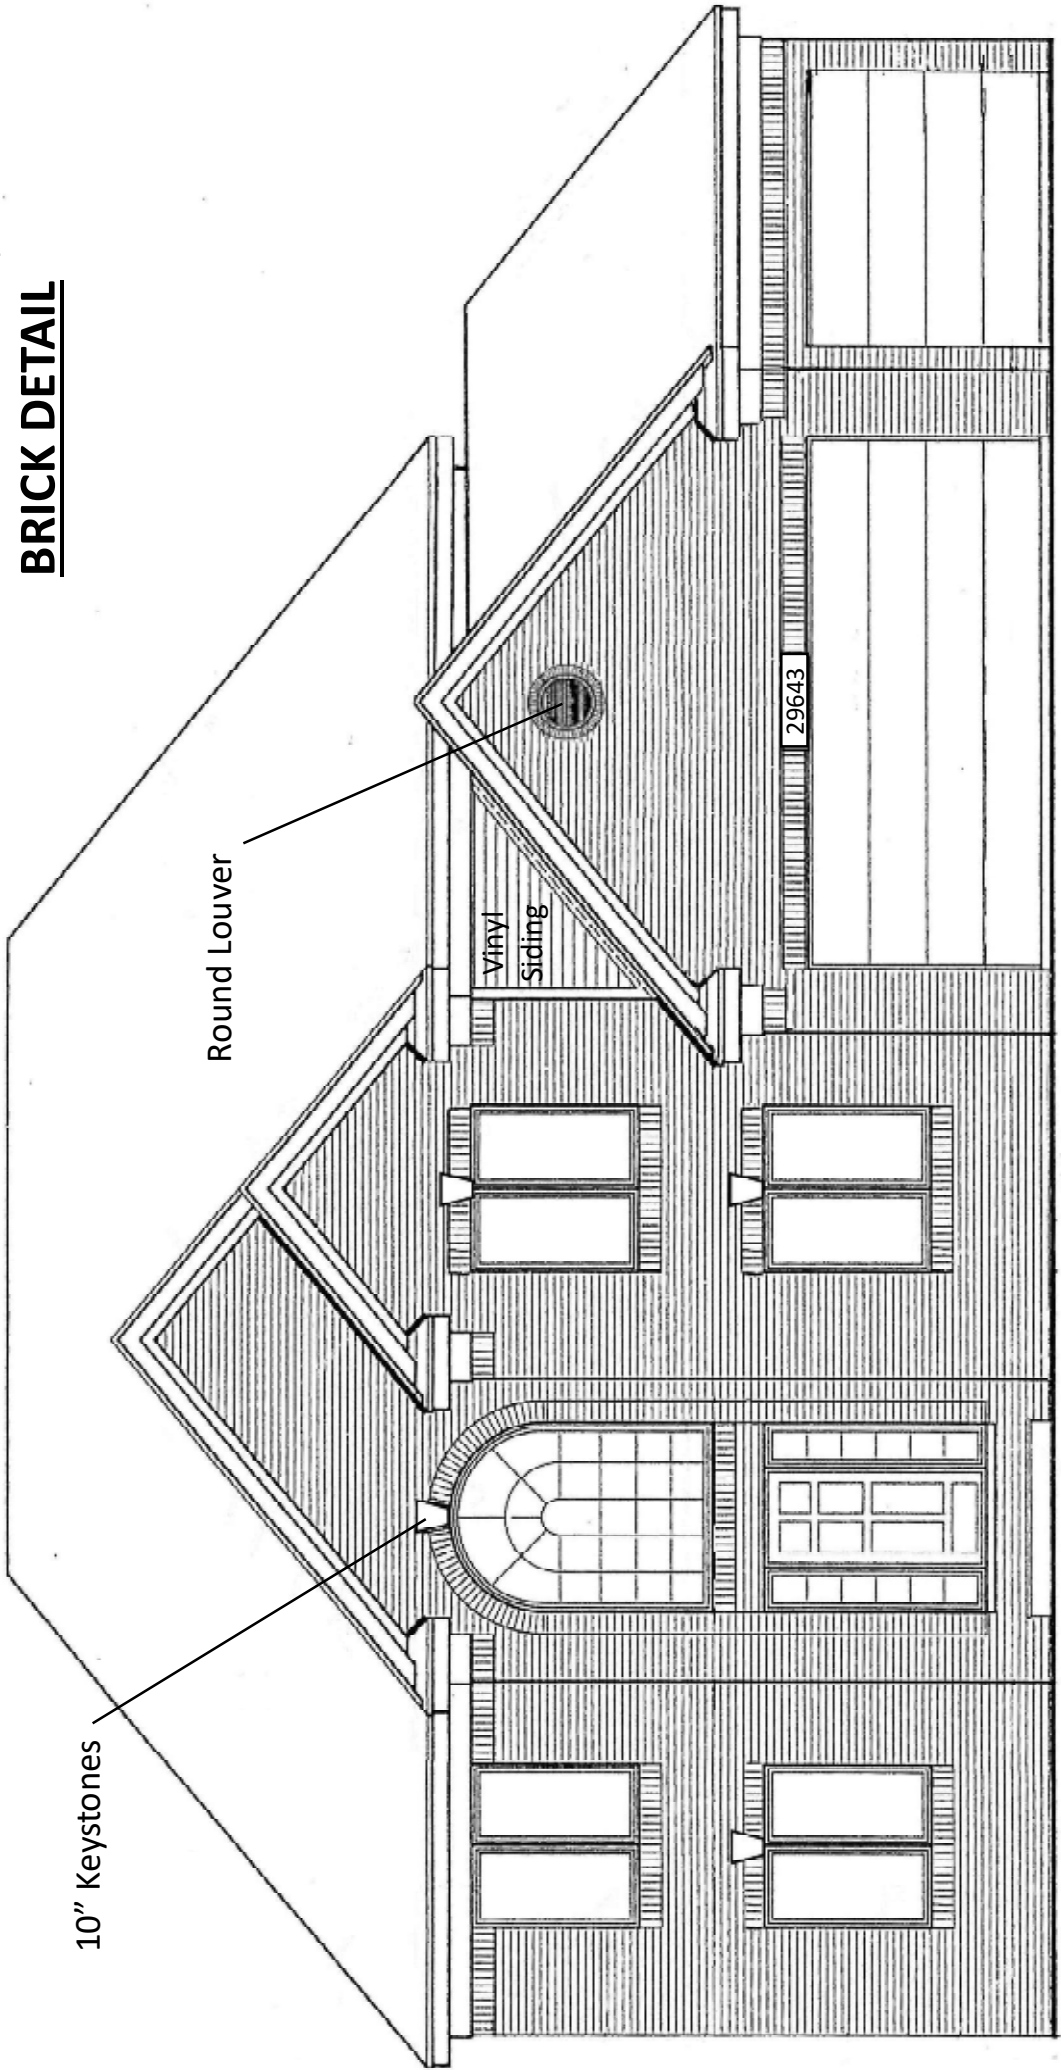 BRICK DETAIL
10” Keystones
Round Louver
Vinyl
Siding
29643